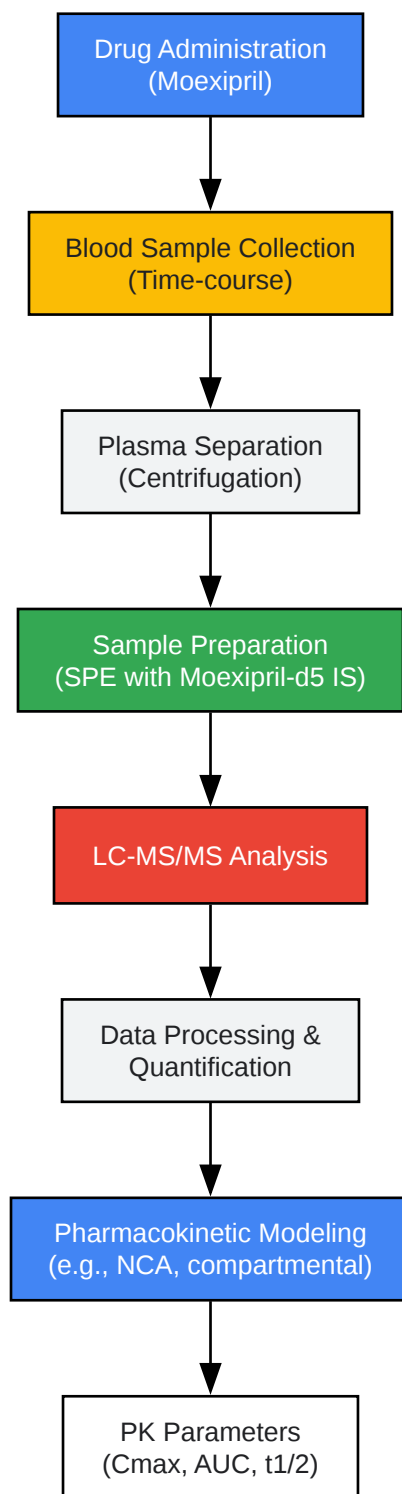 Drug Administration
(Moexipril)
Blood Sample Collection
(Time-course)
Plasma Separation
(Centrifugation)
Sample Preparation
(SPE with Moexipril-d5 IS)
LC-MS/MS Analysis
Data Processing &
Quantification
Pharmacokinetic Modeling
(e.g., NCA, compartmental)
PK Parameters
(Cmax, AUC, t1/2)